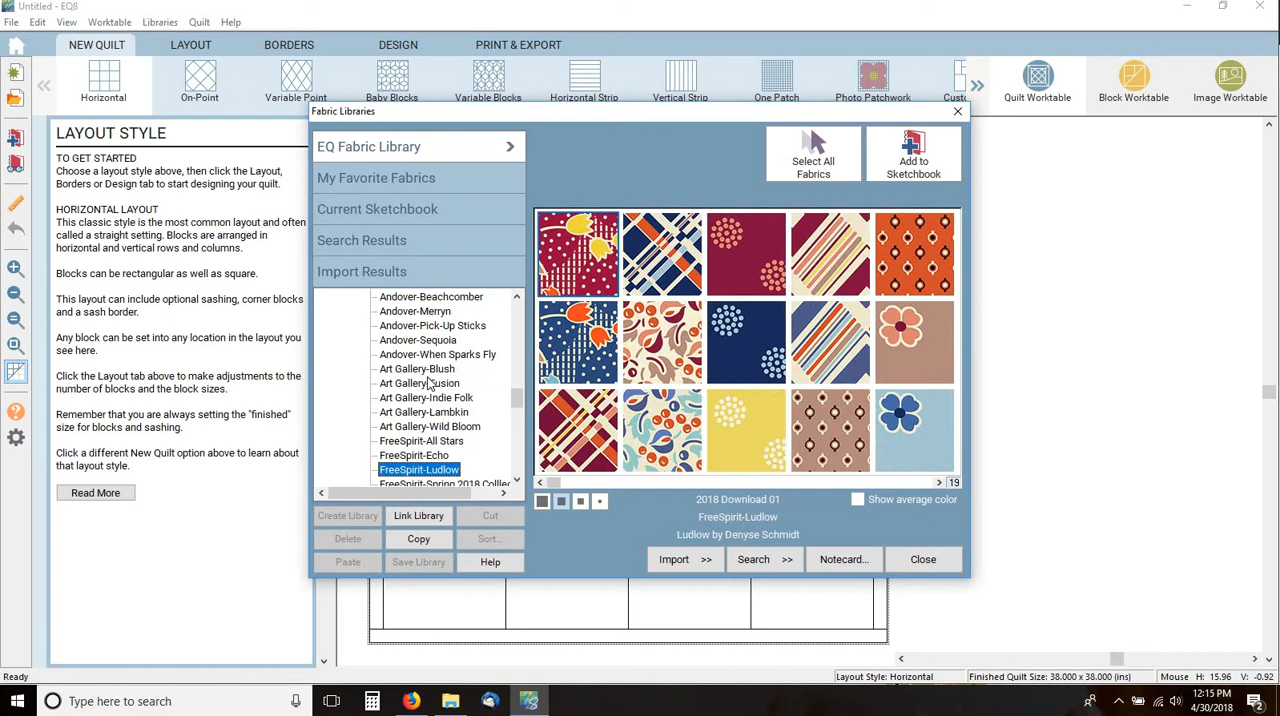 Untitled - EQ8
File Edit View Worktable Libraries Quilt Help
NEW QUILT LAYOUT BORDERS DESIGN PRINT & EXPORT
Horizontal On-Point Variable Point Baby Blocks Variable Blocks Horizontal Strip Vertical Strip One Patch Photo Patchwork Quilt Worktables Block Worktable Image Worktable
Fabric Libraries
LAYOUT STYLE
TO GET STARTED
Choose a layout style above, then click the Layout,
Borders or Design tab to start designing your quilt.
HORIZONTAL LAYOUT
This classic style is the most common layout and often
called a straight setting. Blocks are arranged in
horizontal and vertical rows and columns.
Blocks can be rectangular as well as square.
This layout can include optional sashing, corner blocks
and a sash border.
Any block can be set into any location in the layout you
see here.
Click the Layout tab above to make adjustments to the
number of blocks and the block sizes.
Remember that you are always setting the "finished"
size for blocks and sashing.
Click a different New Quilt option above to learn about
that layout style.
Read More
EQ Fabric Library
My Favorite Fabrics
Current Sketchbook
Search Results
Import Results
Select All
Fabrics
Add to
Sketchbook
Andover-Beachcomber
Andover-Merryn
Andover-Pick-Up Sticks
Andover-Sequoia
Andover-When Sparks Fly
Art Gallery-Blush
Art Gallery-Fusion
Art Gallery-Indie Folk
Art Gallery-Lambkin
Art Gallery-Wild Bloom
FreeSpirit-All Stars
FreeSpirit-Echo
FreeSpirit-Ludlow
FreeSpirit-Spring 2018 Collec
19
Create Library Link Library Cut
Delete Copy Sort...
Paste Save Library Help
2018 Download 01
FreeSpirit-Ludlow
Ludlow by Denyse Schmidt
Show average color
Import >> Search >> Notecard... Close
Ready
Layout Style: Horizontal Finished Quilt Size: 38.000 x 38.000 (ins) Mouse H: 15.96 V: -0.92
Type here to search
12:15 PM
4/30/2018
2